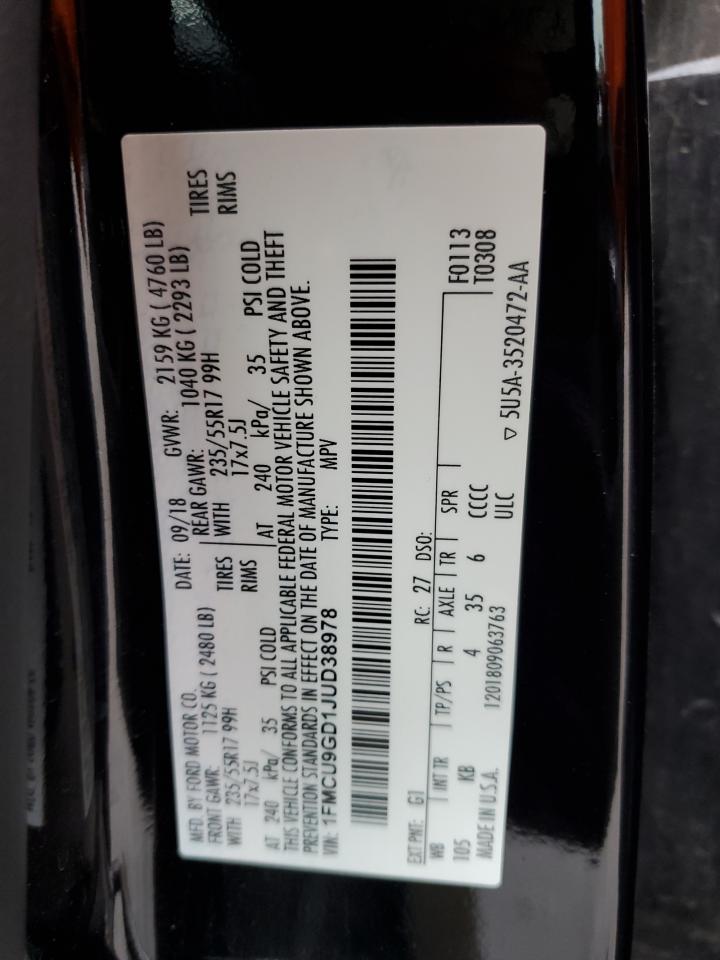 MFD. BY FORD MOTOR CO.
DATE: 09/18
GVWR: 2159 KG ( 4760 LB)
FRONT GAWR: 1125 KG ( 2480 LB)
REAR GAWR: 1040 KG ( 2293 LB)
WITH 235/55R17 99H TIRES
WITH 235/55R17 99H TIRES
17x7.5J RIMS
17x7.5J RIMS
AT 240 kPa/ 35 PSI COLD
AT 240 kPa/ 35 PSI COLD
THIS VEHICLE CONFORMS TO ALL APPLICABLE FEDERAL MOTOR VEHICLE SAFETY AND THEFT
PREVENTION STANDARDS IN EFFECT ON THE DATE OF MANUFACTURE SHOWN ABOVE.
VIN: 1FMCU9GD1JUD38978
TYPE: MPV
EXT PNT: G1 RC: 27 DSO:
WB INT TR TP/PS R AXLE TR SPR F0113
T0308
105 KB 4 35 6 CCCC
MADE IN U.S.A. 1201809063763 ULC
▽ 5U5A-3520472-AA